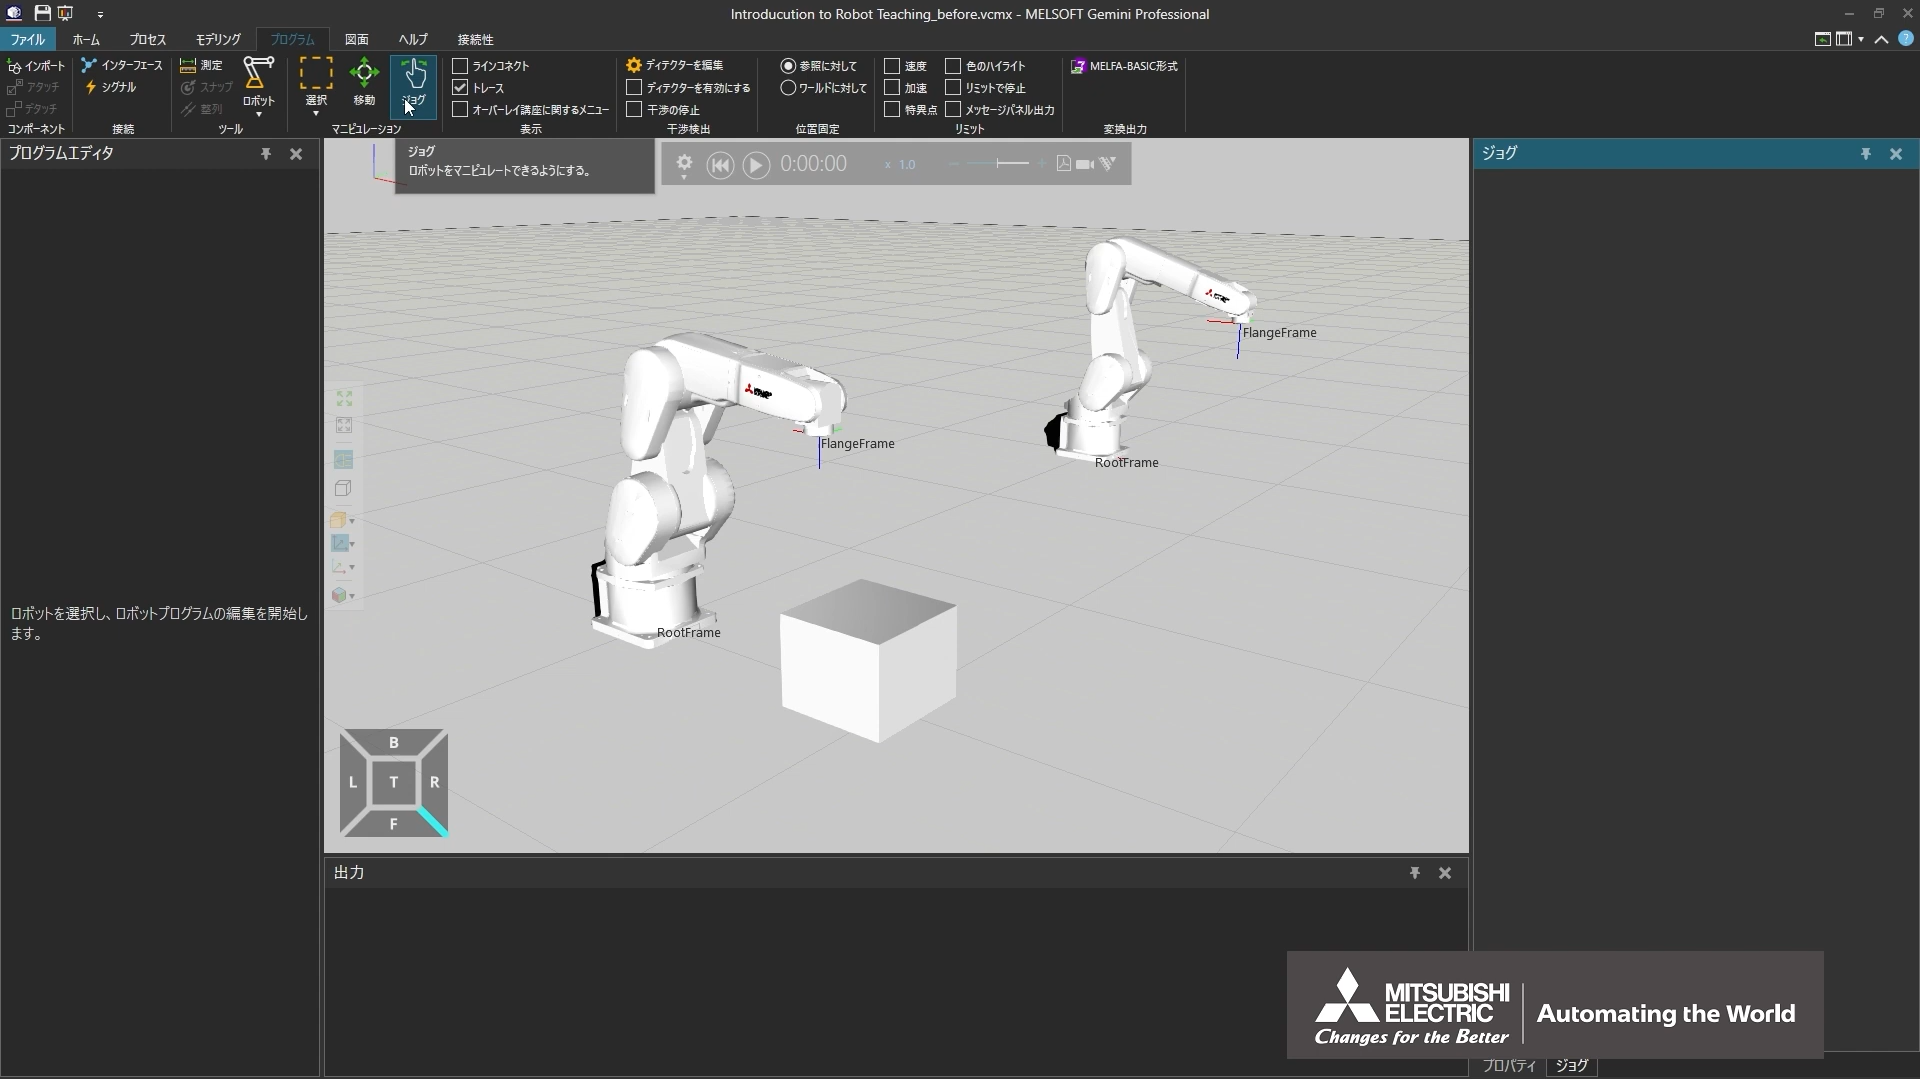 Introducution to Robot Teaching_before.vcmx - MELSOFT Gemini Professional
ファイル ホーム プロセス モデリング プログラム 図面 ヘルプ 接続性
インポート
アタッチ
デタッチ
コンポーネント
インターフェース
シグナル
接続
測定
スナップ
整列
ロボット
ツール
選択 移動 ジョグ
マニピュレーション
ラインコネクト
トレース
オーバーレイ講座に関するメニュー
表示
ディテクターを編集
ディテクターを有効にする
干渉の停止
干渉検出
参照に対して
ワールドに対して
位置固定
速度 色のハイライト
加速 リミットで停止
特異点 メッセージパネル出力
リミット
MELFA-BASIC形式
変換出力
プログラムエディタ
ロボットを選択し、ロボットプログラムの編集を開始し
ます。
ジョグ
ロボットをマニピュレートできるようにする。
0:00:00 x 1.0
FlangeFrame
RootFrame
FlangeFrame
RootFrame
B
L T R
F
出力
ジョグ
MITSUBISHI
ELECTRIC
Changes for the Better
Automating the World
プロパティ ジョグ